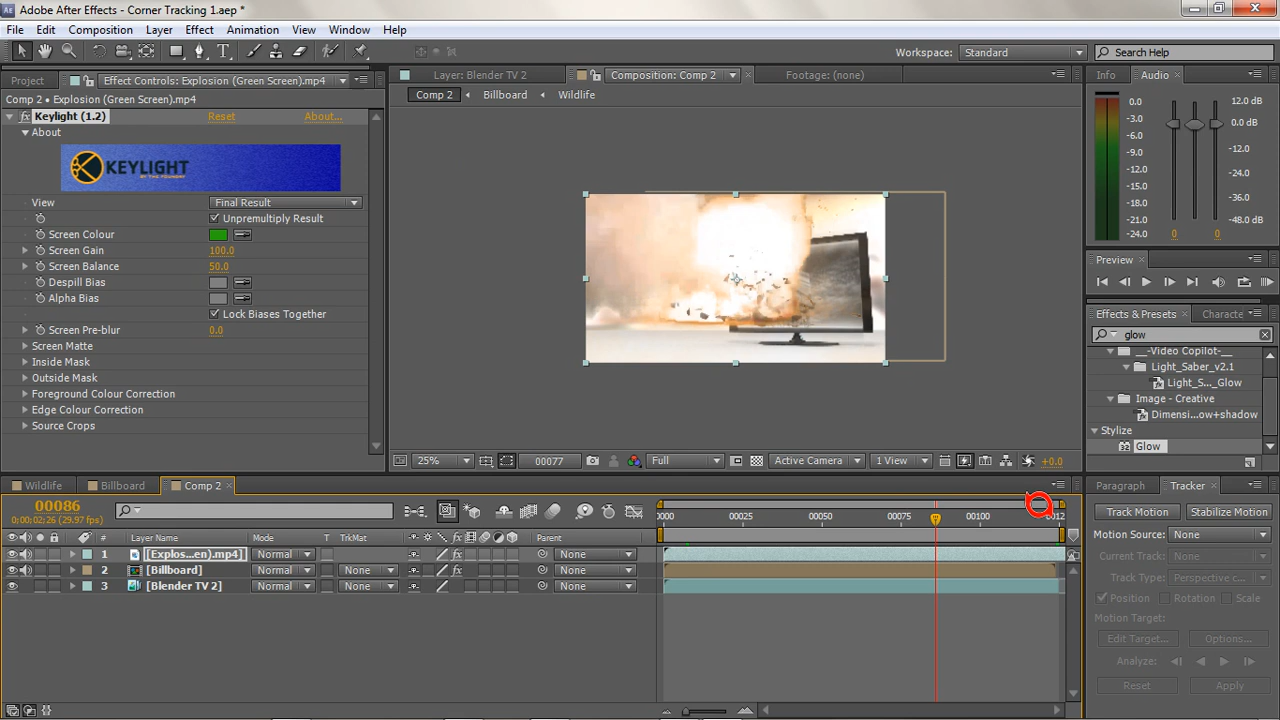 Adobe After Effects - Corner Tracking 1.aep *
File Edit Composition Layer Effect Animation View Window Help
Workspace: Standard Search Help
Project Effect Controls: Explosion (Green Screen).mp4
Comp 2 • Explosion (Green Screen).mp4
fx Keylight (1.2) Reset About...
About
KEYLIGHT
BY THE FOUNDRY
View Final Result
Unpremultiply Result
Screen Colour
Screen Gain 100.0
Screen Balance 50.0
Despill Bias
Alpha Bias
Lock Biases Together
Screen Pre-blur 0.0
Screen Matte
Inside Mask
Outside Mask
Foreground Colour Correction
Edge Colour Correction
Source Crops
Layer: Blender TV 2 Composition: Comp 2 Footage: (none)
Comp 2 Billboard Wildlife
25% 00077 Full Active Camera 1 View +0.0
Info Audio
0.0 12.0 dB
-3.0 0.0 dB
-6.0
-9.0 -12.0
-12.0
-15.0 -24.0
-18.0 -36.0
-21.0
-24.0 -48.0 dB
0 0
Preview
Effects & Presets Characte
glow
__-Video Copilot-__
Light_Saber_v2.1
Light_S..._Glow
Image - Creative
Dimensi...ow+shadow
Stylize
Glow
Wildlife Billboard Comp 2
00086
0;00;02;26 (29.97 fps)
# Layer Name Mode T TrkMat Parent
1 [Explos...en).mp4] Normal None
2 [Billboard] Normal None None
3 [Blender TV 2] Normal None None
0000 00025 00050 00075 00100 0012
Paragraph Tracker
Track Motion Stabilize Motion
Motion Source: None
Current Track: None
Track Type: Perspective c...
Position Rotation Scale
Motion Target:
Edit Target... Options...
Analyze:
Reset Apply